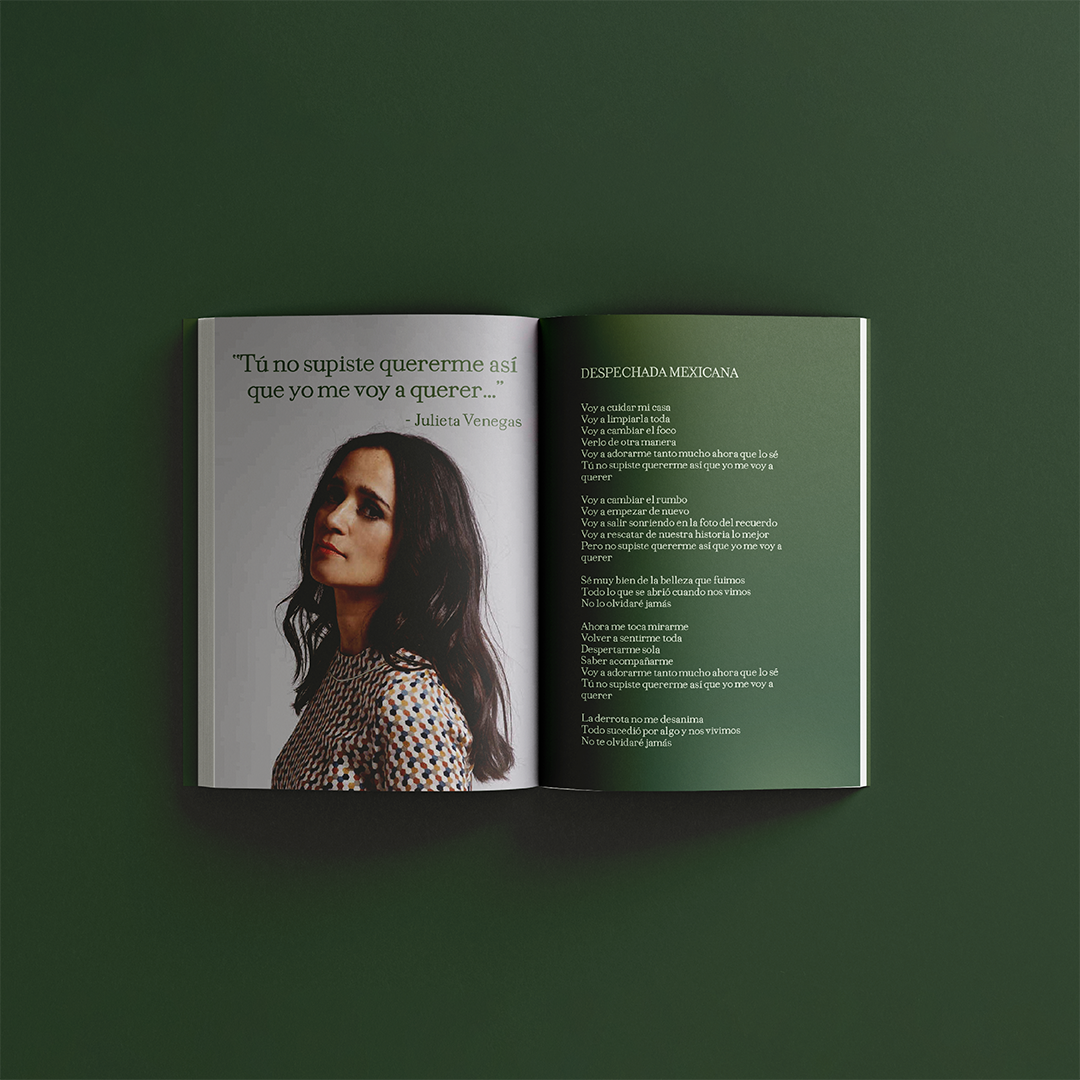 “Tú no supiste quererme así
que yo me voy a querer...”
- Julieta Venegas
DESPECHADA MEXICANA
Voy a cuidar mi casa
Voy a limpiarla toda
Voy a cambiar el foco
Verlo de otra manera
Voy a adorarme tanto mucho ahora que lo sé
Tú no supiste quererme así que yo me voy a
querer
Voy a cambiar el rumbo
Voy a empezar de nuevo
Voy a salir sonriendo en la foto del recuerdo
Voy a rescatar de nuestra historia lo mejor
Pero no supiste quererme así que yo me voy a
querer
Sé muy bien de la belleza que fuimos
Todo lo que se abrió cuando nos vimos
No lo olvidaré jamás
Ahora me toca mirarme
Volver a sentirme toda
Despertarme sola
Saber acompañarme
Voy a adorarme tanto mucho ahora que lo sé
Tú no supiste quererme así que yo me voy a
querer
La derrota no me desanima
Todo sucedió por algo y nos vivimos
No te olvidaré jamás